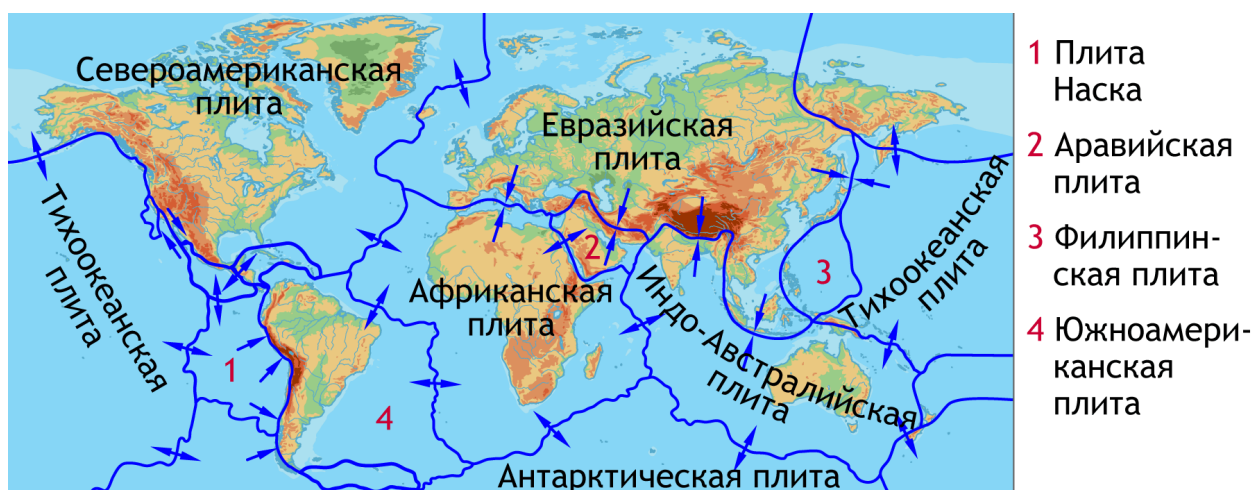 Североамериканская
плита
Евразийская
плита
Тихоокеанская
плита
Африканская
плита
Индо-Австралийская
плита
Тихоокеанская
плита
Антарктическая плита
1
2
3
4
1 Плита
Наска
2 Аравийская
плита
3 Филиппин-
ская плита
4 Южноамери-
канская
плита